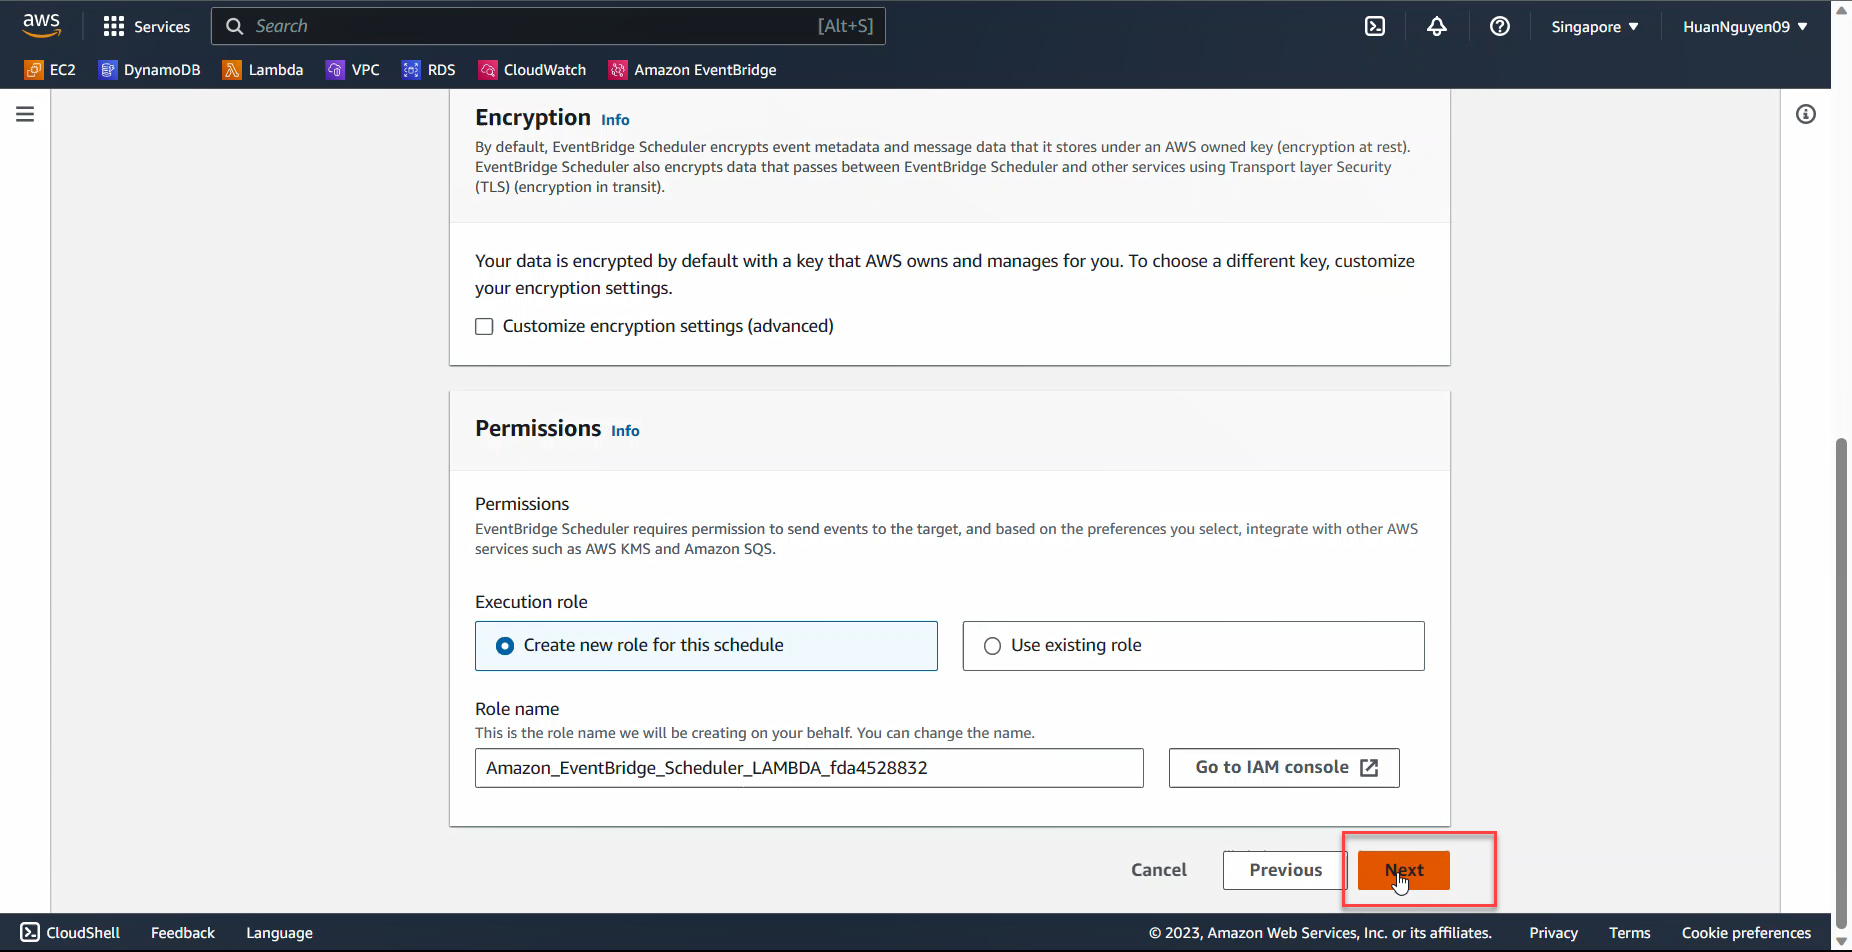 aws Services Search [Alt+S] Singapore HuanNguyen09
EC2 DynamoDB Lambda VPC RDS CloudWatch Amazon EventBridge
Encryption Info
By default, EventBridge Scheduler encrypts event metadata and message data that it stores under an AWS owned key (encryption at rest).
EventBridge Scheduler also encrypts data that passes between EventBridge Scheduler and other services using Transport layer Security
(TLS) (encryption in transit).
Your data is encrypted by default with a key that AWS owns and manages for you. To choose a different key, customize
your encryption settings.
Customize encryption settings (advanced)
Permissions Info
Permissions
EventBridge Scheduler requires permission to send events to the target, and based on the preferences you select, integrate with other AWS
services such as AWS KMS and Amazon SQS.
Execution role
Create new role for this schedule Use existing role
Role name
This is the role name we will be creating on your behalf. You can change the name.
Amazon_EventBridge_Scheduler_LAMBDA_fda4528832 Go to IAM console
Cancel Previous Next
CloudShell Feedback Language © 2023, Amazon Web Services, Inc. or its affiliates. Privacy Terms Cookie preferences